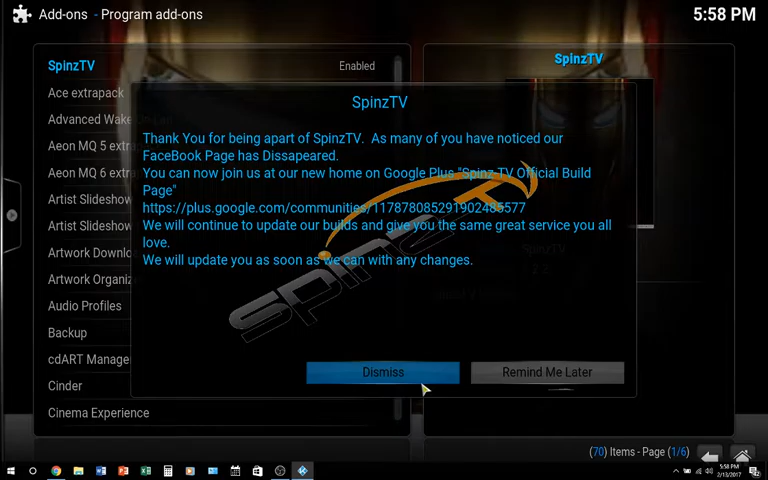 Add-ons - Program add-ons
5:58 PM
SpinzTV
Enabled
SpinzTV
Ace extrapack
Advanced Wake
Aeon MQ 5 extra
Aeon MQ 6 extra
Artist Slideshow
Artist Slideshow
Artwork Downlo
Artwork Organiz
Audio Profiles
Backup
cdART Manage
Cinder
Cinema Experience
SpinzTV
Thank You for being apart of SpinzTV. As many of you have noticed our
FaceBook Page has Dissapeared.
You can now join us at our new home on Google Plus "Spinz TV Official Build
Page"
https://plus.google.com/communities/117878085291902485577
We will continue to update our builds and give you the same great service you all
love.
We will update you as soon as we can with any changes.
Dismiss
Remind Me Later
SpinzTV
(70) Items - Page (1/6)
5:58 PM
2/13/2017